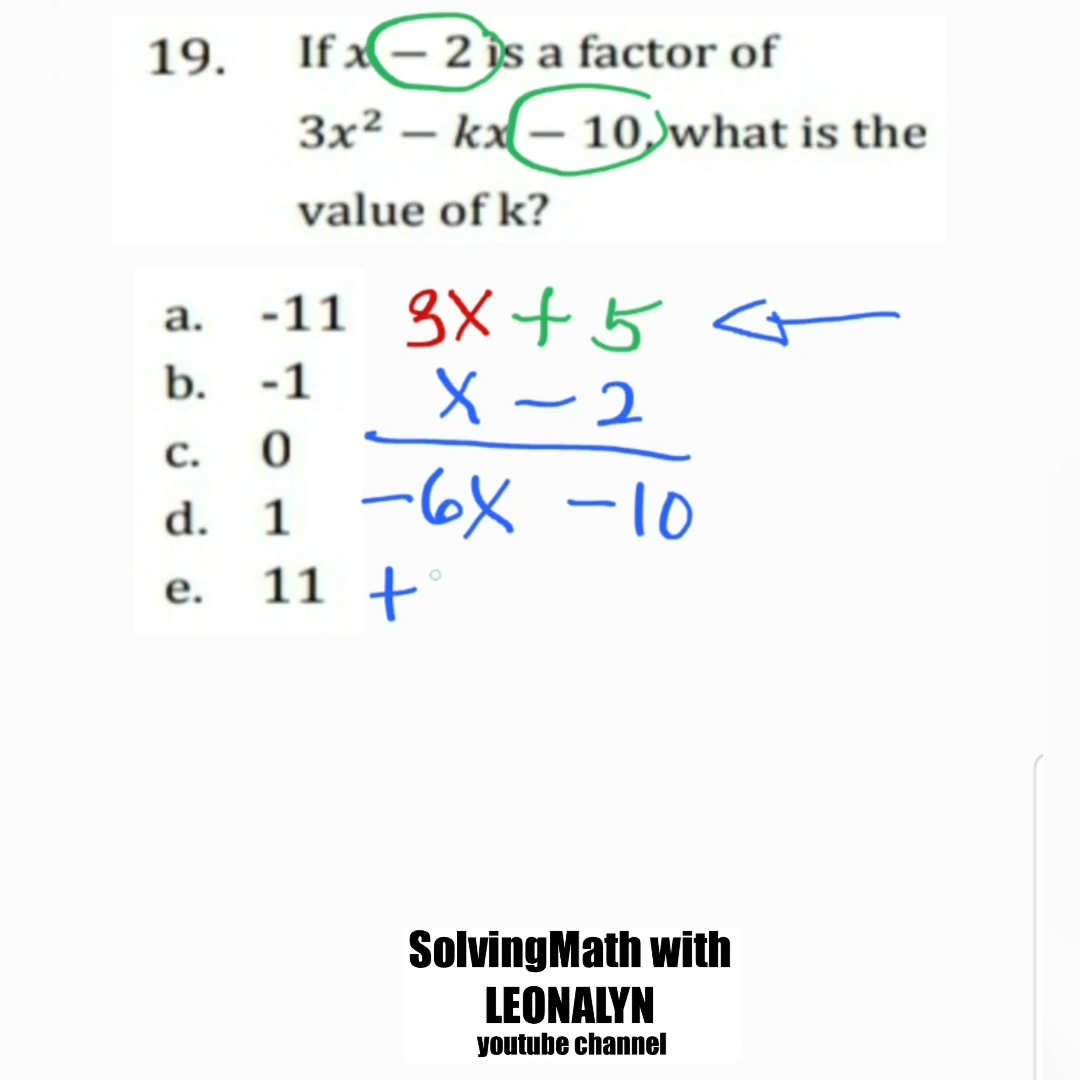 19. If x − 2 is a factor of
3x² − kx − 10, what is the
value of k?
a. -11
b. -1
c. 0
d. 1
e. 11
3x + 5
x − 2
−6x −10
+
SolvingMath with
LEONALYN
youtube channel